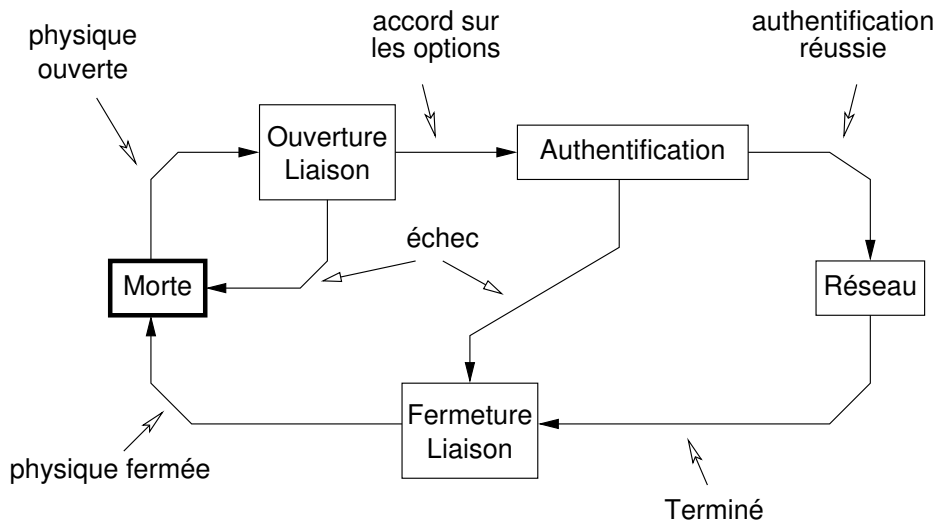 physique
ouverte
accord sur
les options
authentification
réussie
Ouverture
Liaison
Authentification
échec
Morte
Réseau
Fermeture
Liaison
physique fermée
Terminé